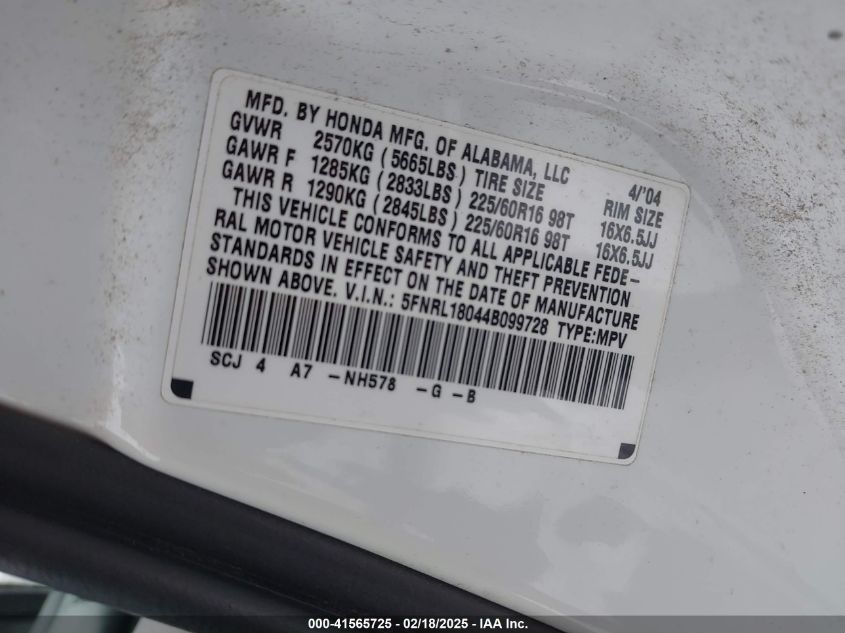 MFD. BY HONDA MFG. OF ALABAMA, LLC 4/'04
GVWR 2570KG (5665LBS) TIRE SIZE RIM SIZE
GAWR F 1285KG (2833LBS) 225/60R16 98T 16X6.5JJ
GAWR R 1290KG (2845LBS) 225/60R16 98T 16X6.5JJ
THIS VEHICLE CONFORMS TO ALL APPLICABLE FEDE-
RAL MOTOR VEHICLE SAFETY AND THEFT PREVENTION
STANDARDS IN EFFECT ON THE DATE OF MANUFACTURE
SHOWN ABOVE. V.I.N.: 5FNRL18044B099728 TYPE:MPV
SCJ 4 A7 -NH578 -G -B
000-41565725 - 02/18/2025 - IAA Inc.